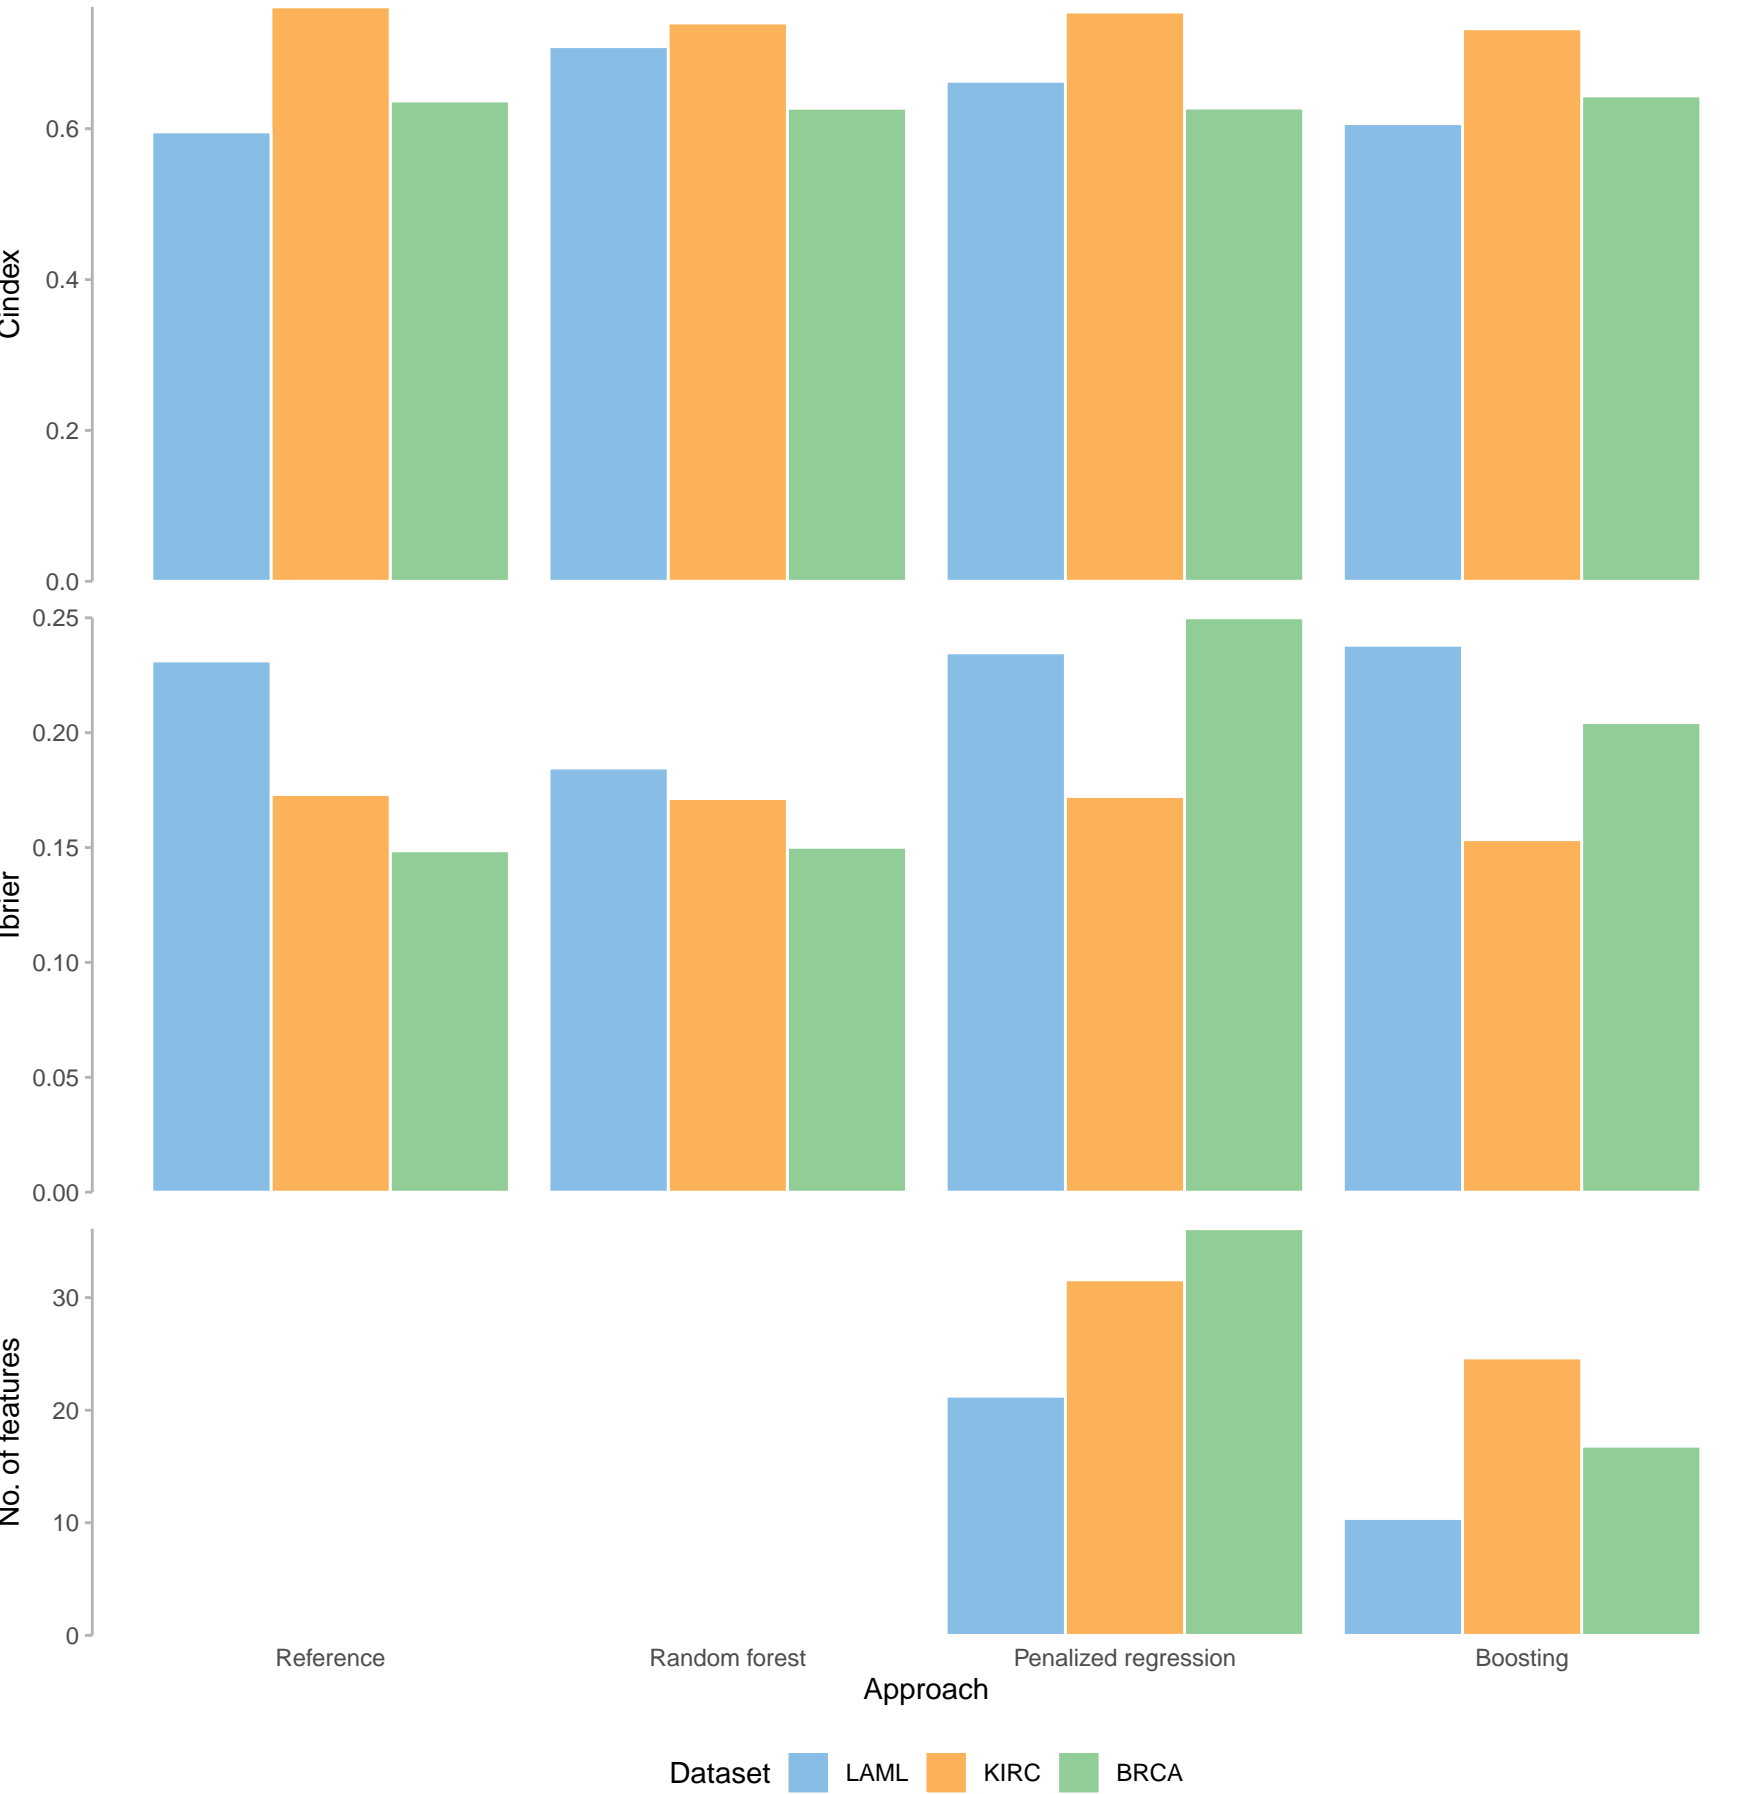 Cindex
0.6
0.4
0.2
0.0
Ibrier
0.25
0.20
0.15
0.10
0.05
0.00
No. of features
30
20
10
0
Reference Random forest Penalized regression Boosting
Approach
Dataset LAML KIRC BRCA